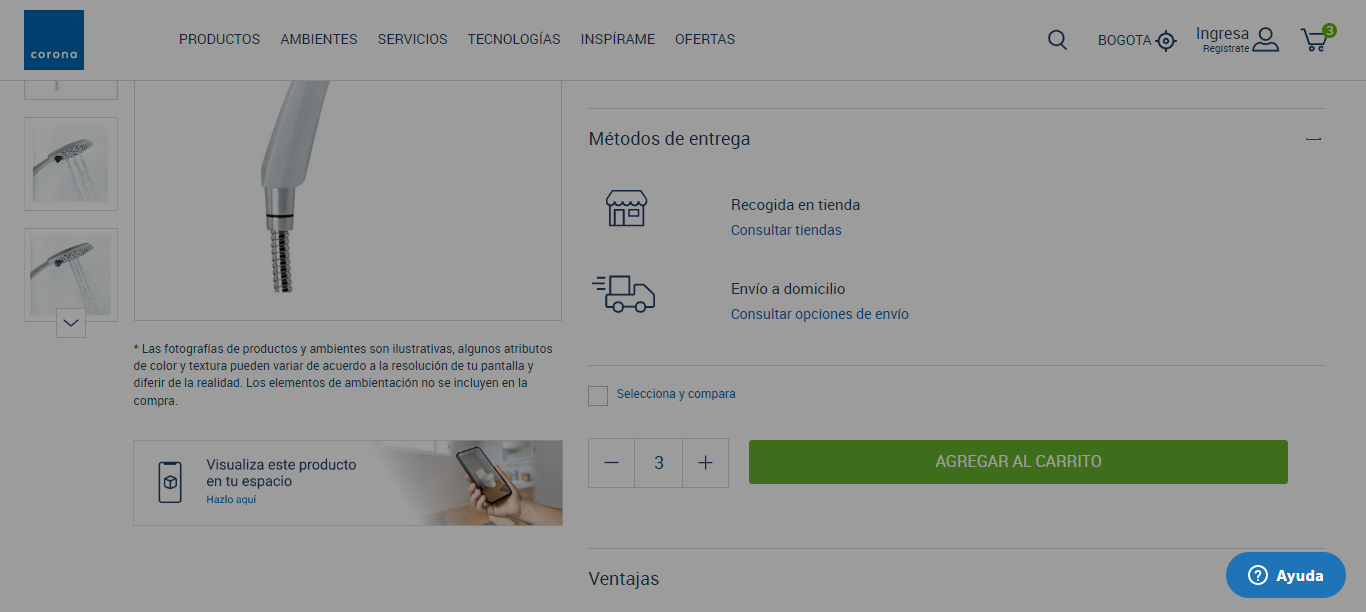 corona
PRODUCTOS AMBIENTES SERVICIOS TECNOLOGÍAS INSPÍRAME OFERTAS
BOGOTA
Ingresa
Regístrate
3
Métodos de entrega
Recogida en tienda
Consultar tiendas
Envío a domicilio
Consultar opciones de envío
* Las fotografías de productos y ambientes son ilustrativas, algunos atributos
de color y textura pueden variar de acuerdo a la resolución de tu pantalla y
diferir de la realidad. Los elementos de ambientación no se incluyen en la
compra.
Selecciona y compara
3
AGREGAR AL CARRITO
Visualiza este producto
en tu espacio
Hazlo aquí
Ventajas
Ayuda